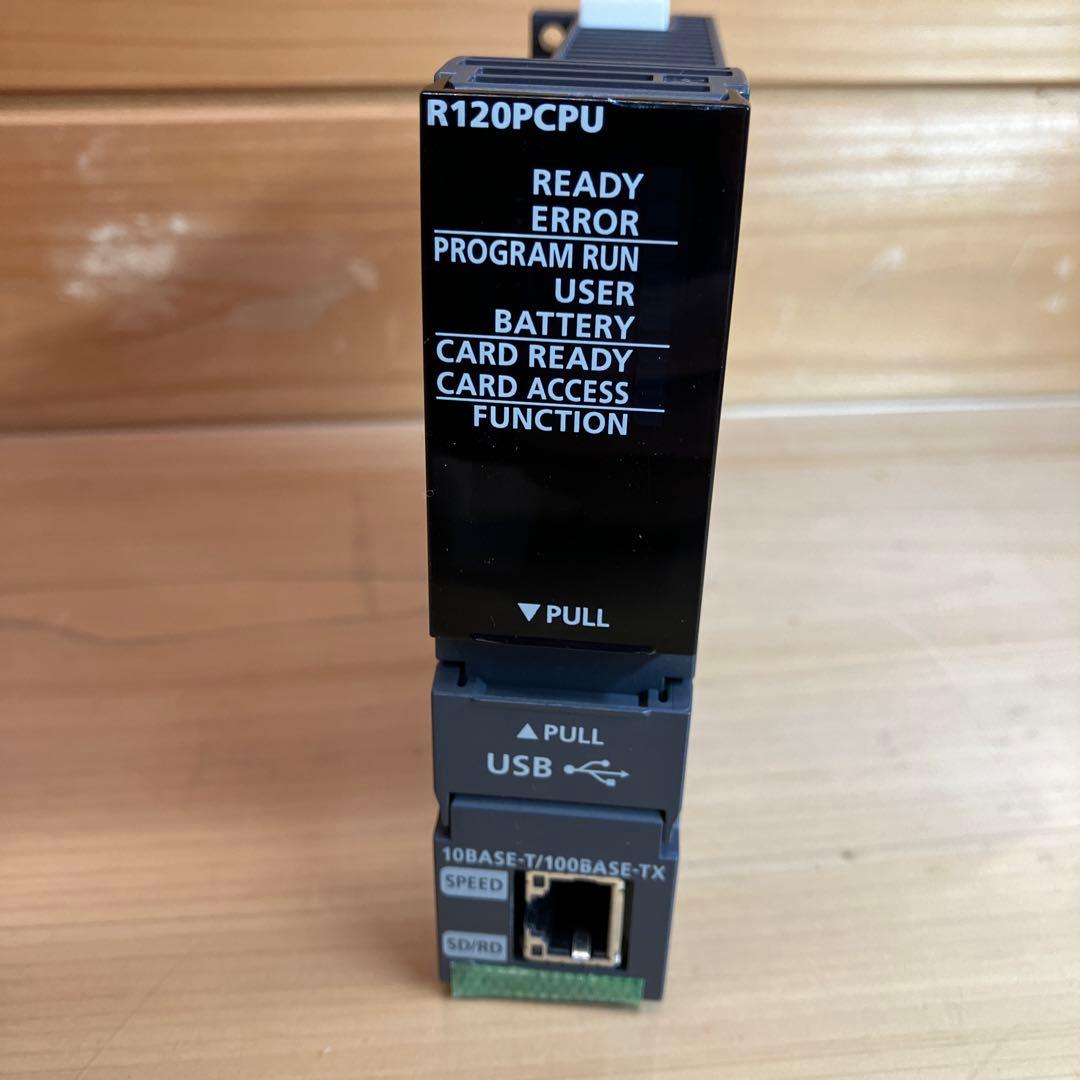 R120PCPU
READY
ERROR
PROGRAM RUN
USER
BATTERY
CARD READY
CARD ACCESS
FUNCTION
▼PULL
▲PULL
USB
10BASE-T/100BASE-TX
SPEED
SD/RD